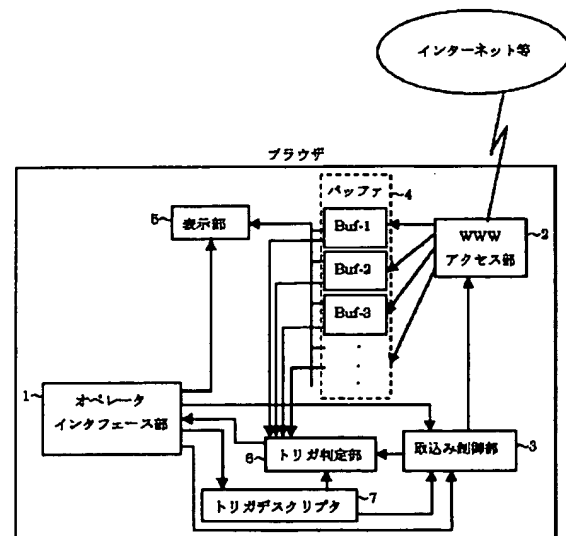 インターネット等
ブラウザ
バッファ
4
5
表示部
Buf-1
WWW
アクセス部
2
Buf-2
Buf-3
1
オペレータ
インタフェース部
6
トリガ判定部
取込み制御部
3
7
トリガデスクリプタ